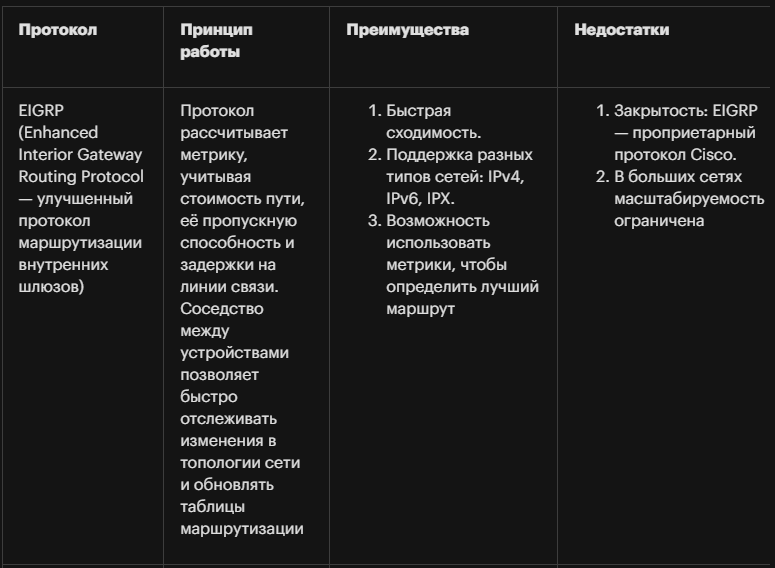 Протокол
Принцип
работы
Преимущества
Недостатки
EIGRP
(Enhanced
Interior Gateway
Routing Protocol
— улучшенный
протокол
маршрутизации
внутренних
шлюзов)
Протокол
рассчитывает
метрику,
учитывая
стоимость пути,
её пропускную
способность и
задержки на
линии связи.
Соседство
между
устройствами
позволяет
быстро
отслеживать
изменения в
топологии сети
и обновлять
таблицы
маршрутизации
1. Быстрая
сходимость.
2. Поддержка разных
типов сетей: IPv4,
IPv6, IPX.
3. Возможность
использовать
метрики, чтобы
определить лучший
маршрут
1. Закрытость: EIGRP
— проприетарный
протокол Cisco.
2. В больших сетях
масштабируемость
ограничена